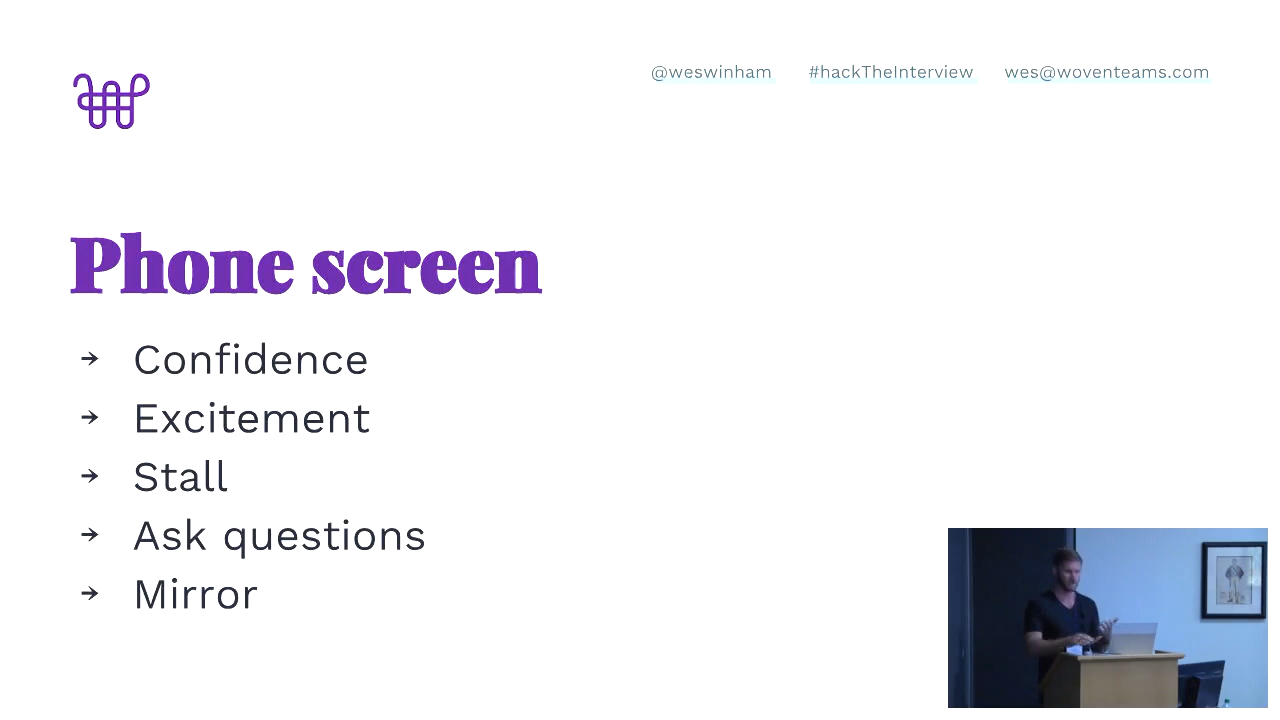 @weswinham #hackTheInterview wes@woventeams.com
Phone screen
→ Confidence
→ Excitement
→ Stall
→ Ask questions
→ Mirror